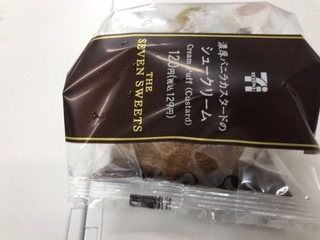 濃厚バニラカスタードの
シュークリーム
Cream Puff (Custard)
120円(税込129円)
THE
SEVEN SWEETS